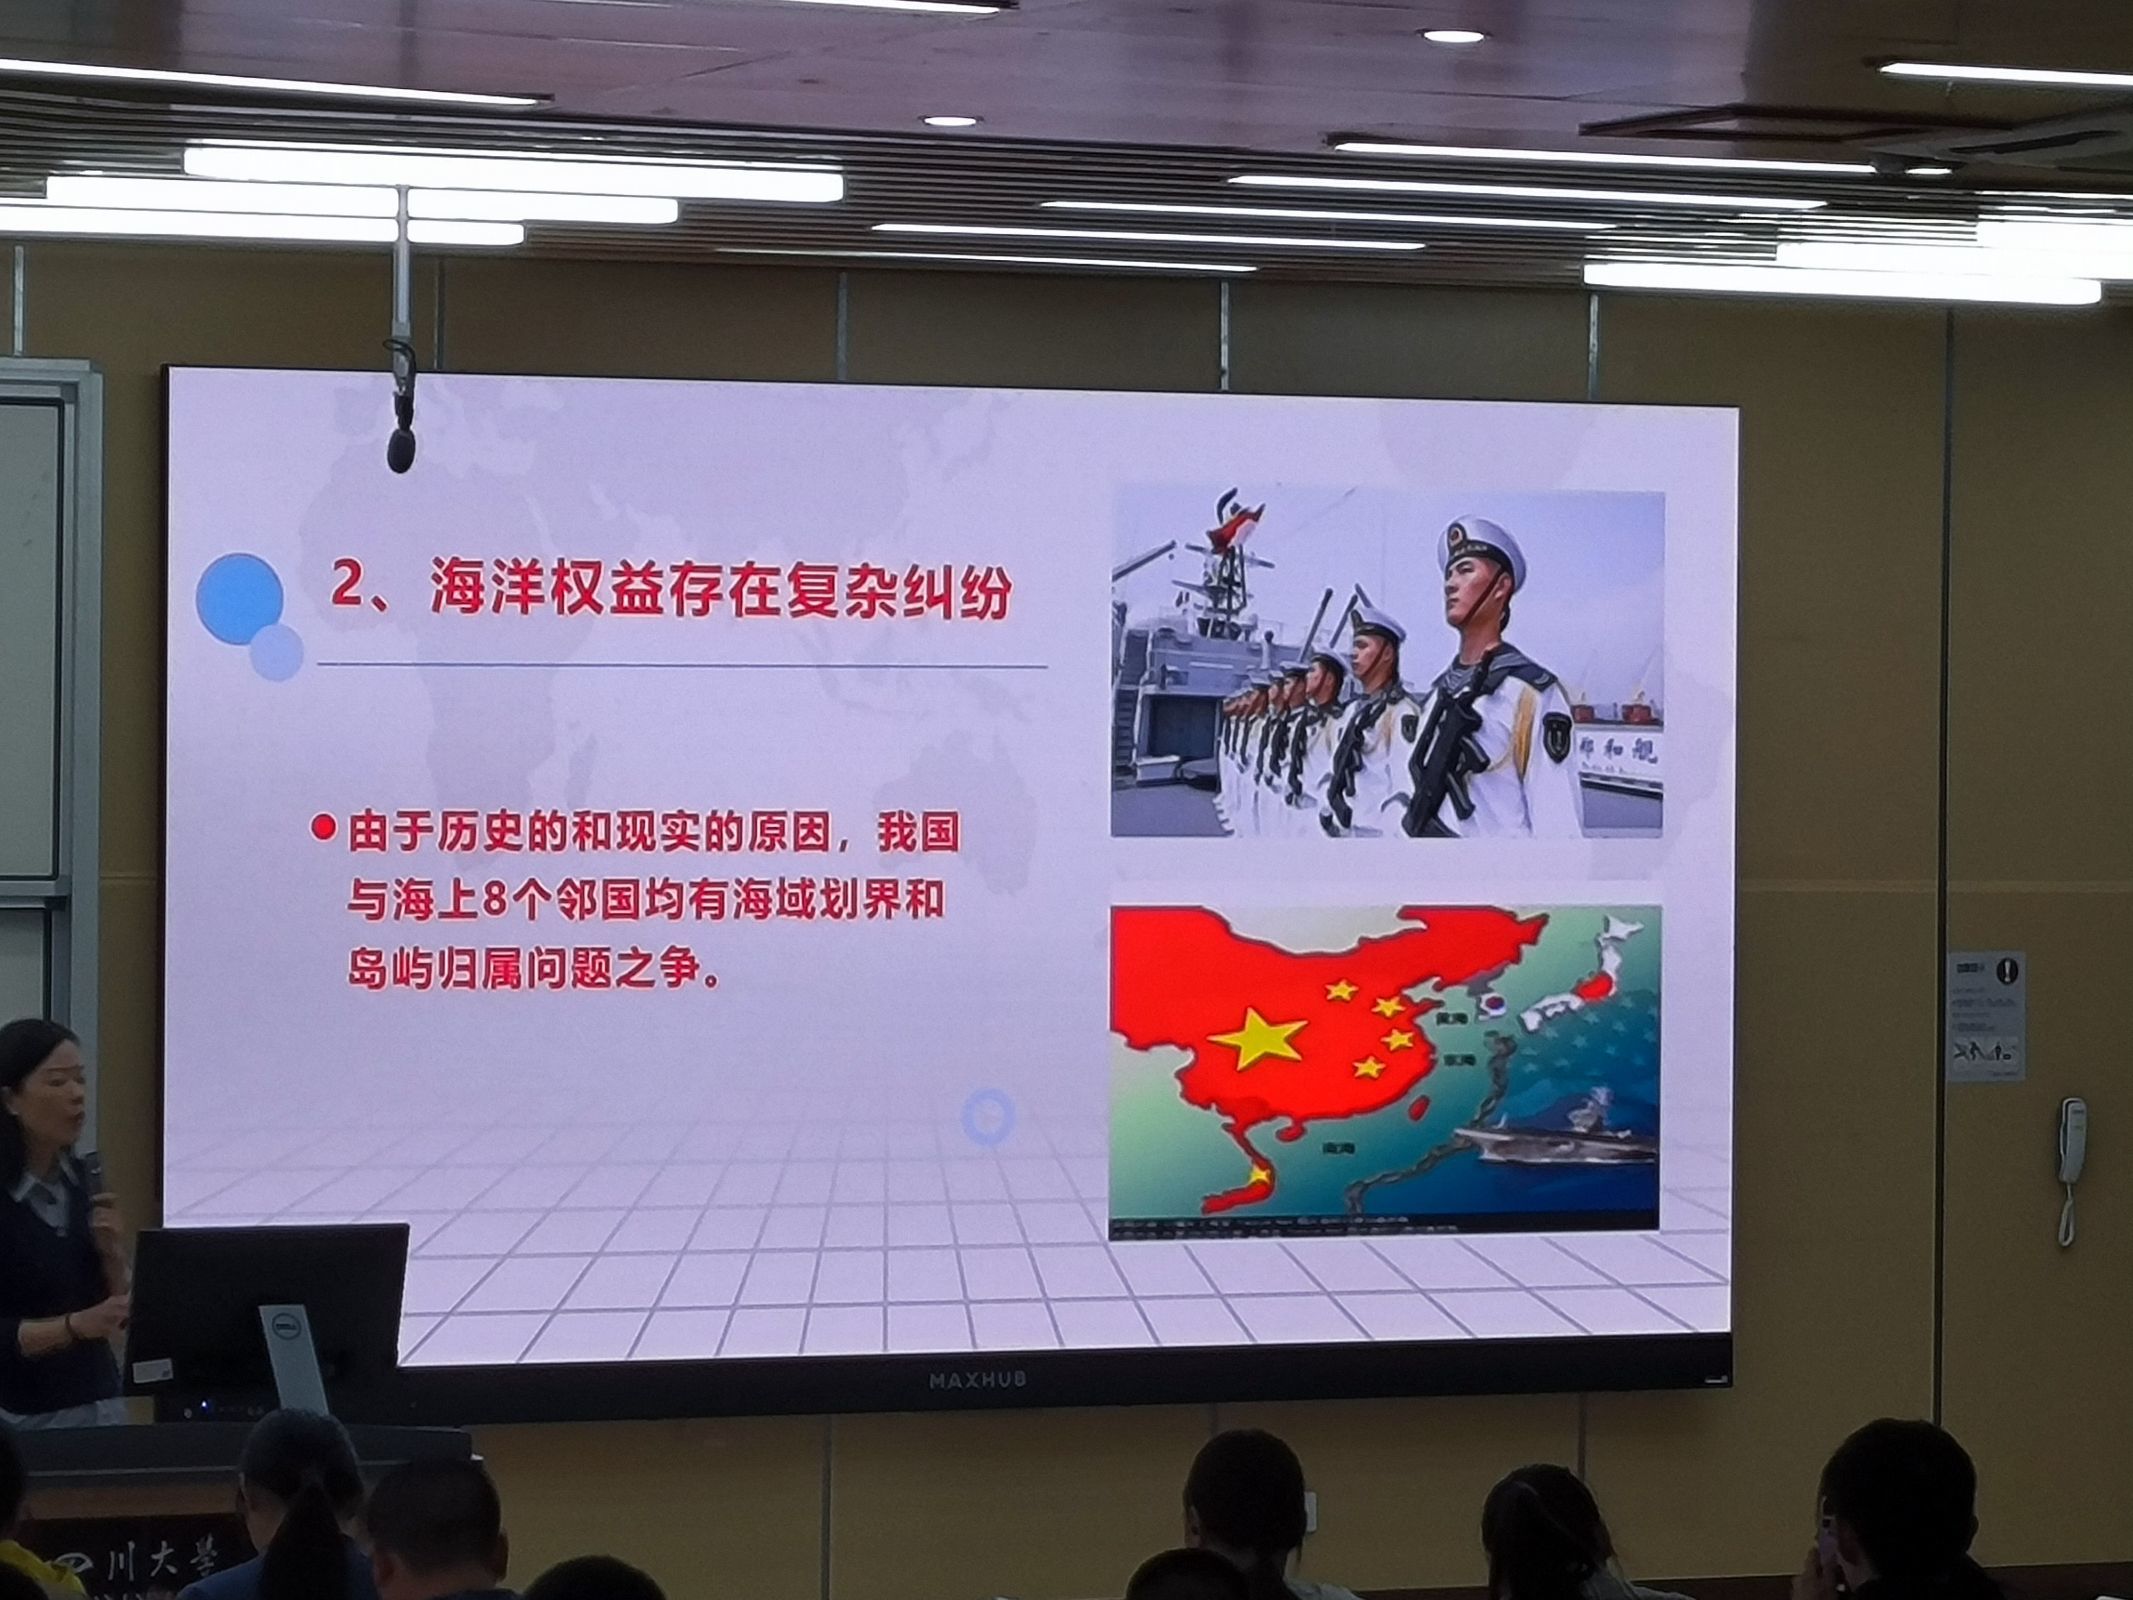 2、海洋权益存在复杂纠纷
由于历史的和现实的原因，我国
与海上8个邻国均有海域划界和
岛屿归属问题之争。
郑和舰
黄海
东海
南海
MAXHUB
DELL
四川大學